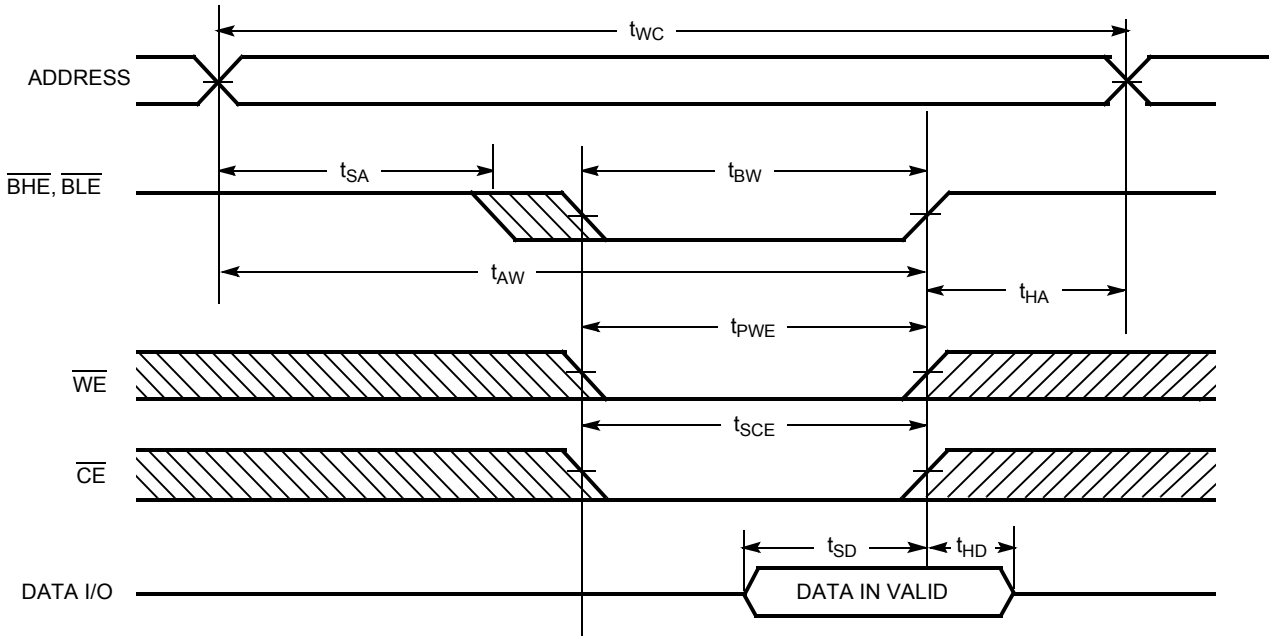 tWC
ADDRESS
tSA
tBW
BHE, BLE
tAW
tHA
tPWE
WE
tSCE
CE
tSD
tHD
DATA I/O
DATA IN VALID